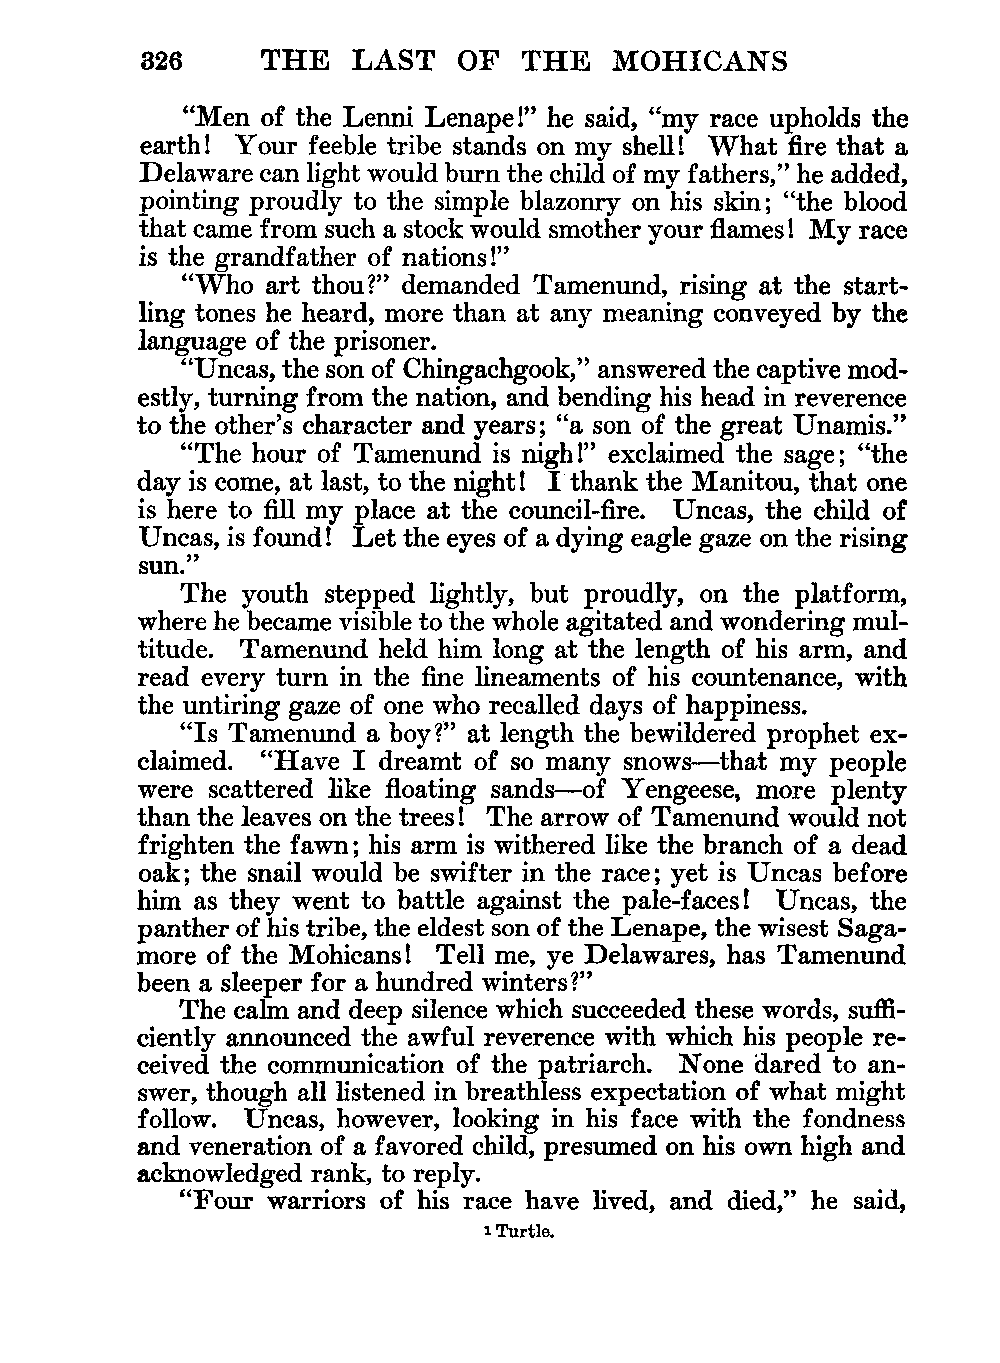 326 THE LAST OF THE MOHICANS
“Men of the Lenni Lenape!” he said, “my race upholds the
earth! Your feeble tribe stands on my shell! What fire that a
Delaware can light would burn the child of my fathers,” he added,
pointing proudly to the simple blazonry on his skin; “the blood
that came from such a stock would smother your flames! My race
is the grandfather of nations!”
“Who art thou?” demanded Tamenund, rising at the start-
ling tones he heard, more than at any meaning conveyed by the
language of the prisoner.
“Uncas, the son of Chingachgook,” answered the captive mod-
estly, turning from the nation, and bending his head in reverence
to the other’s character and years; “a son of the great Unamis.”
“The hour of Tamenund is nigh!” exclaimed the sage; “the
day is come, at last, to the night! I thank the Manitou, that one
is here to fill my place at the council-fire. Uncas, the child of
Uncas, is found! Let the eyes of a dying eagle gaze on the rising
sun.”
The youth stepped lightly, but proudly, on the platform,
where he became visible to the whole agitated and wondering mul-
titude. Tamenund held him long at the length of his arm, and
read every turn in the fine lineaments of his countenance, with
the untiring gaze of one who recalled days of happiness.
“Is Tamenund a boy?” at length the bewildered prophet ex-
claimed. “Have I dreamt of so many snows—that my people
were scattered like floating sands—of Yengeese, more plenty
than the leaves on the trees! The arrow of Tamenund would not
frighten the fawn; his arm is withered like the branch of a dead
oak; the snail would be swifter in the race; yet is Uncas before
him as they went to battle against the pale-faces! Uncas, the
panther of his tribe, the eldest son of the Lenape, the wisest Saga-
more of the Mohicans! Tell me, ye Delawares, has Tamenund
been a sleeper for a hundred winters?”
The calm and deep silence which succeeded these words, suffi-
ciently announced the awful reverence with which his people re-
ceived the communication of the patriarch. None dared to an-
swer, though all listened in breathless expectation of what might
follow. Uncas, however, looking in his face with the fondness
and veneration of a favored child, presumed on his own high and
acknowledged rank, to reply.
“Four warriors of his race have lived, and died,” he said,
1 Turtle.